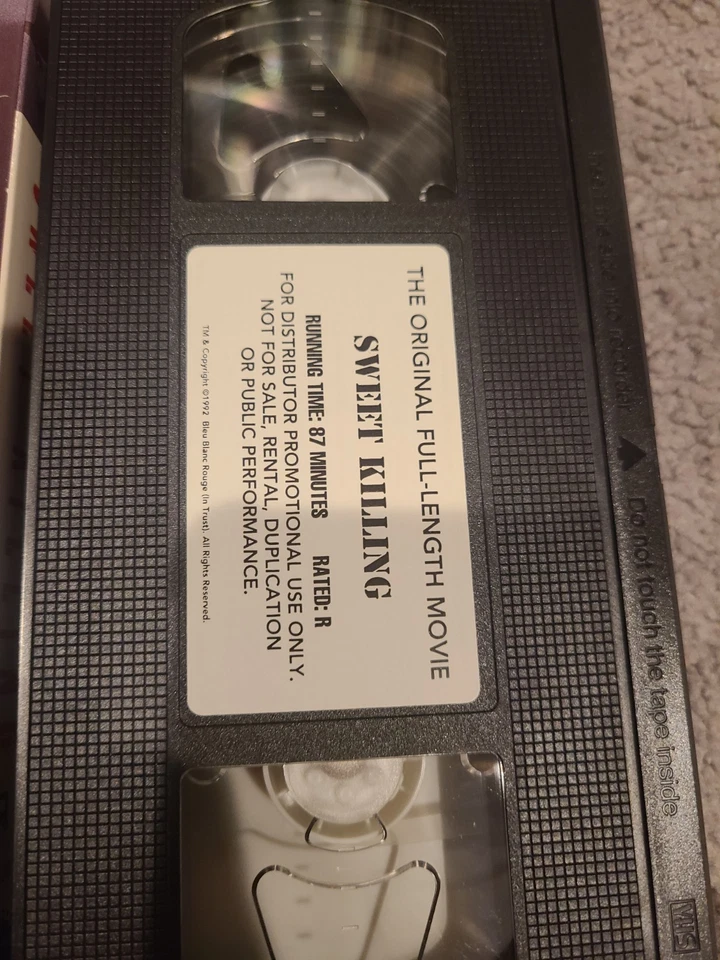 THE ORIGINAL FULL-LENGTH MOVIE
SWEET KILLING
RUNNING TIME: 87 MINUTES RATED: R
FOR DISTRIBUTOR PROMOTIONAL USE ONLY.
NOT FOR SALE, RENTAL, DUPLICATION
OR PUBLIC PERFORMANCE.
TM & Copyright ©1992 Bleu Blanc Rouge (In Trust). All Rights Reserved.
Do not touch the tape inside
VHS